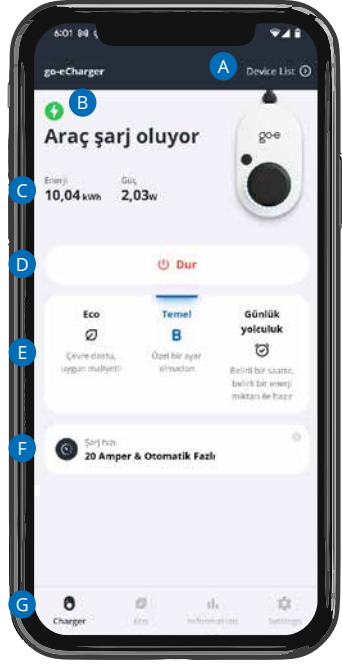 6:01
go-eCharger
A
Device List
B
Araç şarj oluyor
go-e
Enerji
Güç
C
10,04 kWh
2,03w
D
Dur
Eco
Temel
Günlük
yolculuk
B
E
Çevre dostu,
uygun maliyetli
Özel bir ayar
olmadan
Belirli bir saatte,
belirli bir enerji
miktarı ile hazır
F
Şarj hızı
20 Amper & Otomatik Fazlı
G
Charger
Eco
Information
Settings